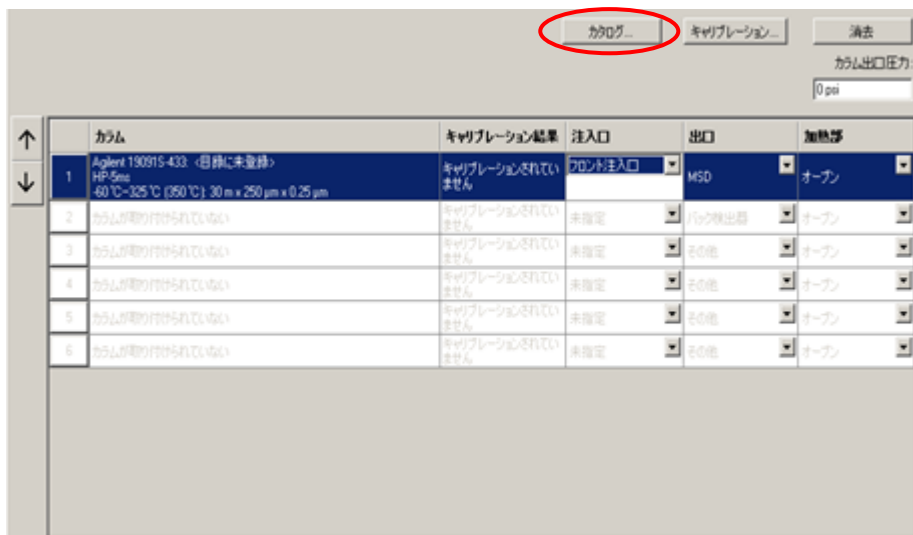 カタログ...
キャリブレーション...
消去
カラム出口圧力:
0 psi
カラム
キャリブレーション結果
注入口
出口
加熱部
1
Agilent 19091S-433: <目録に未登録>
HP-5ms
-60 ℃-325 ℃ (350 ℃): 30 m x 250 µm x 0.25 µm
キャリブレーションされてい
ません
フロント注入口
MSD
オーブン
2
カラムが取り付けられていない
キャリブレーションされてい
ません
未指定
バック検出器
オーブン
3
カラムが取り付けられていない
キャリブレーションされてい
ません
未指定
その他
オーブン
4
カラムが取り付けられていない
キャリブレーションされてい
ません
未指定
その他
オーブン
5
カラムが取り付けられていない
キャリブレーションされてい
ません
未指定
その他
オーブン
6
カラムが取り付けられていない
キャリブレーションされてい
ません
未指定
その他
オーブン